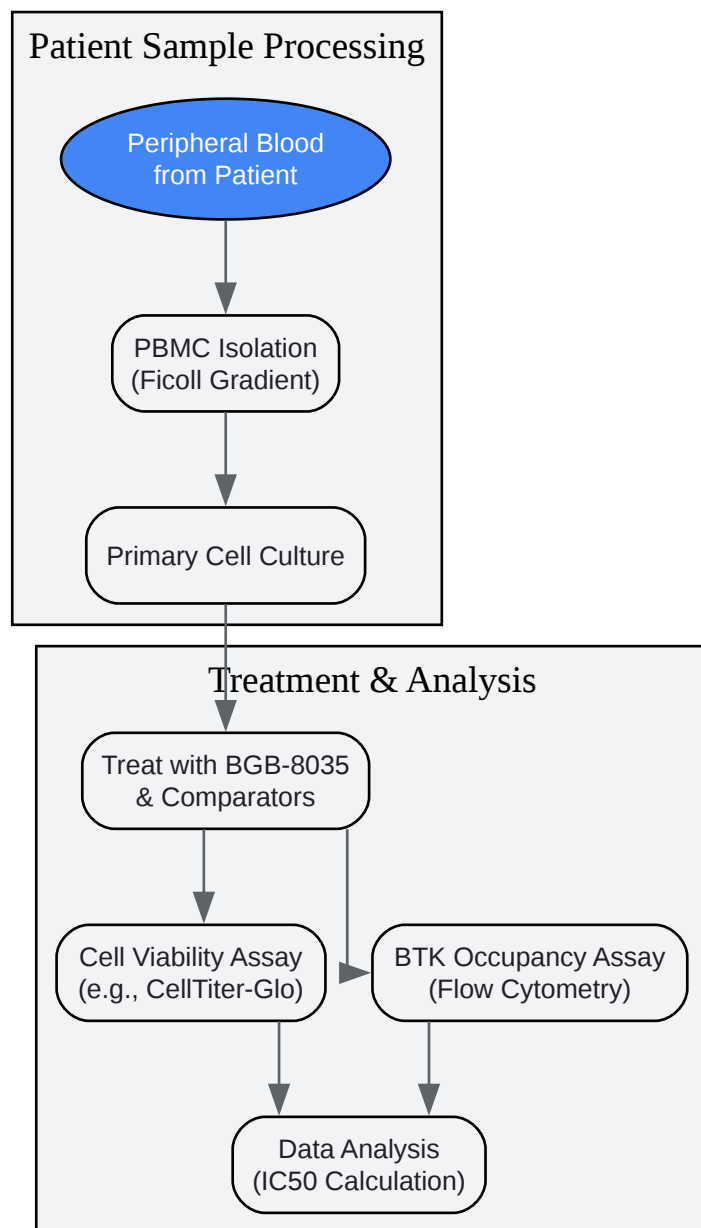 Patient Sample Processing
Peripheral Blood
from Patient
PBMC Isolation
(Ficoll Gradient)
Primary Cell Culture
Treatment & Analysis
Treat with BGB-8035
& Comparators
Cell Viability Assay
(e.g., CellTiter-Glo)
BTK Occupancy Assay
(Flow Cytometry)
Data Analysis
(IC50 Calculation)